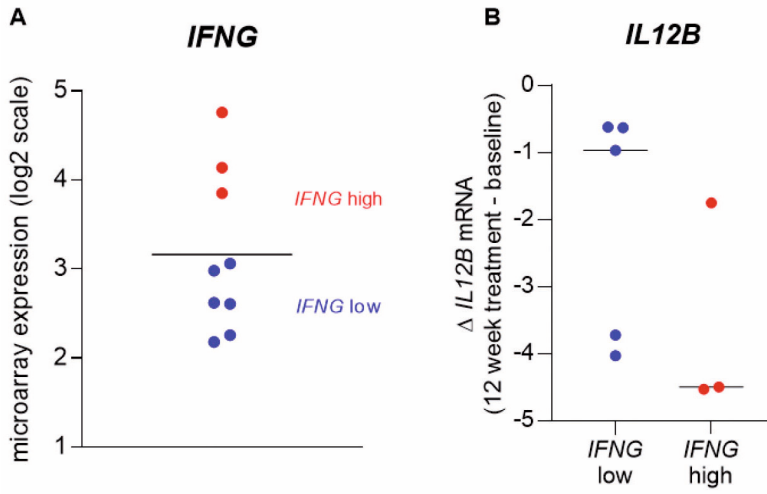 A
IFNG
microarray expression (log2 scale)
5
4
3
2
1
IFNG high
IFNG low
B
IL12B
Δ IL12B mRNA
(12 week treatment - baseline)
0
-1
-2
-3
-4
-5
IFNG
low
IFNG
high